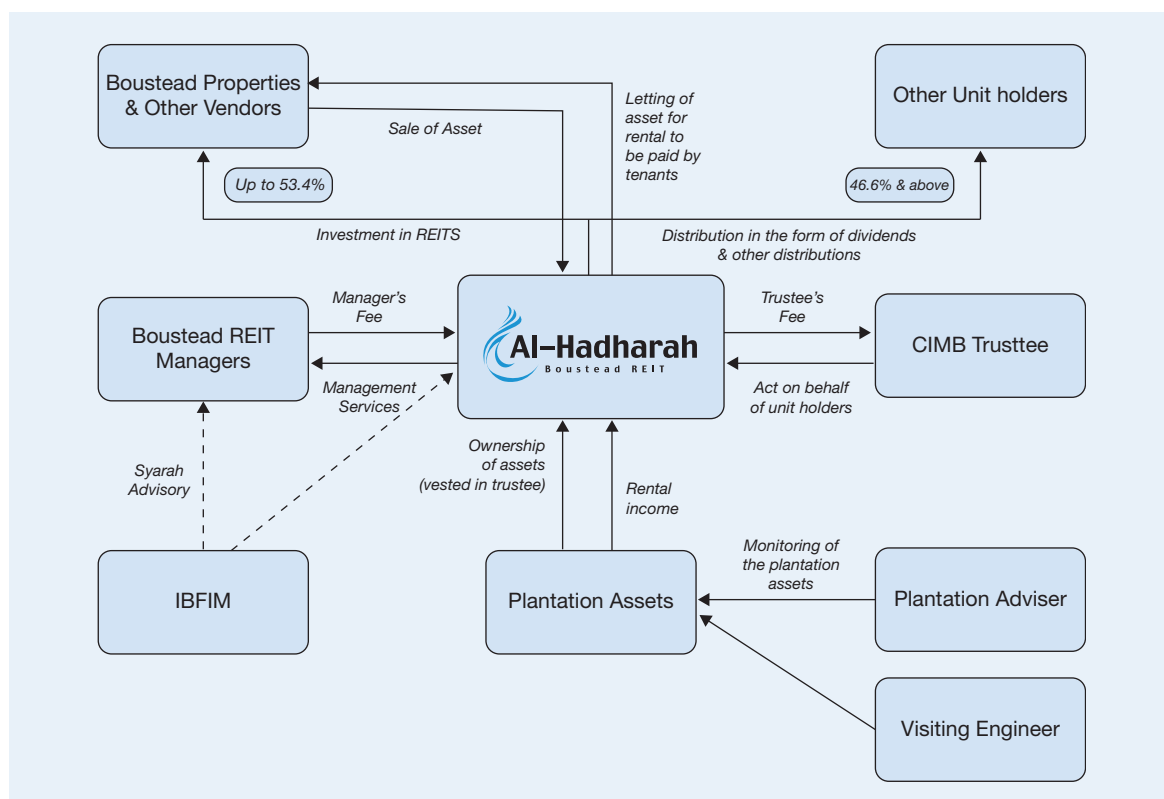 Boustead Properties
& Other Vendors
Other Unit holders
Letting of
asset for
rental to
be paid by
tenants
Sale of Asset
Up to 53.4%
46.6% & above
Investment in REITS
Distribution in the form of dividends
& other distributions
Boustead REIT
Managers
Manager's
Fee
Management
Services
Al-Hadharah
Boustead REIT
Trustee's
Fee
Act on behalf
of unit holders
CIMB Trusttee
Syarah
Advisory
Ownership
of assets
(vested in trustee)
Rental
income
IBFIM
Plantation Assets
Monitoring of
the plantation
assets
Plantation Adviser
Visiting Engineer